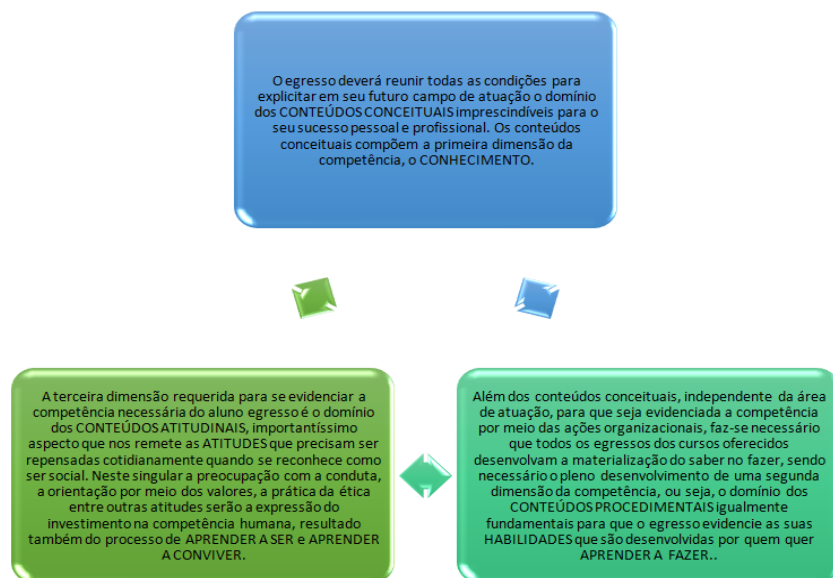 O egresso deverá reunir todas as condições para
explicitar em seu futuro campo de atuação o domínio
dos CONTEÚDOS CONCEITUAIS imprescindíveis para o
seu sucesso pessoal e profissional. Os conteúdos
conceituais compõem a primeira dimensão da
competência, o CONHECIMENTO.
A terceira dimensão requerida para se evidenciar a
competência necessária do aluno egresso é o domínio
dos CONTEÚDOS ATITUDINAIS, importantíssimo
aspecto que nos remete as ATITUDES que precisam ser
repensadas cotidianamente quando se reconhece como
ser social. Neste singular a preocupação com a conduta,
a orientação por meio dos valores, a prática da ética
entre outras atitudes serão a expressão do
investimento na competência humana, resultado
também do processo de APRENDER A SER e APRENDER
A CONVIVER.
Além dos conteúdos conceituais, independente da área
de atuação, para que seja evidenciada a competência
por meio das ações organizacionais, faz-se necessário
que todos os egressos dos cursos oferecidos
desenvolvam a materialização do saber no fazer, sendo
necessário o pleno desenvolvimento de uma segunda
dimensão da competência, ou seja, o domínio dos
CONTEÚDOS PROCEDIMENTAIS igualmente
fundamentais para que o egresso evidencie as suas
HABILIDADES que são desenvolvidas por quem quer
APRENDER A FAZER..